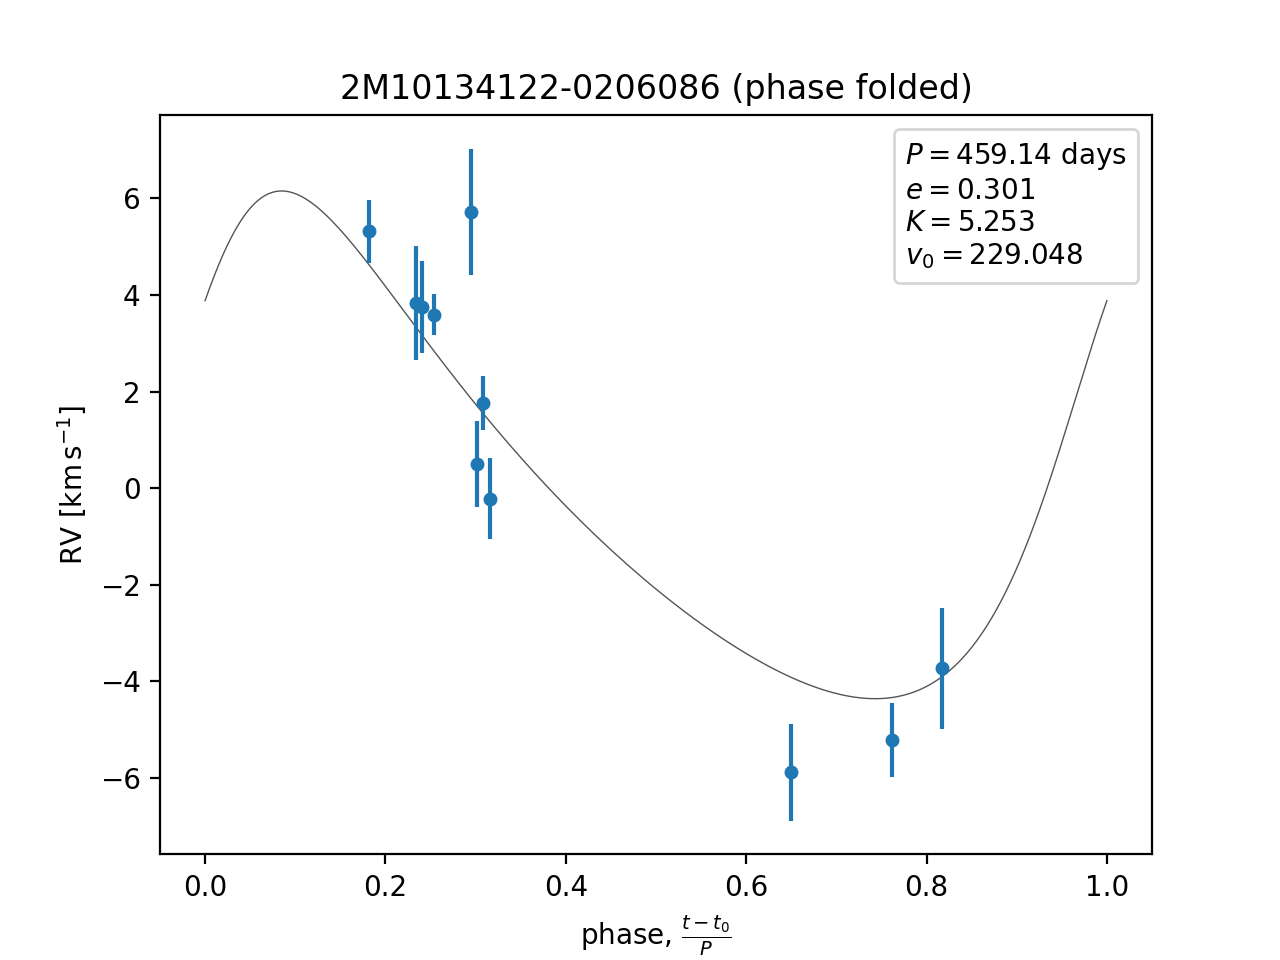 2M10134122-0206086 (phase folded)
P = 459.14 days
e = 0.301
K = 5.253
v₀ = 229.048
6
4
2
0
−2
−4
−6
RV [km s⁻¹]
0.0 0.2 0.4 0.6 0.8 1.0
phase, (t − t₀)/P